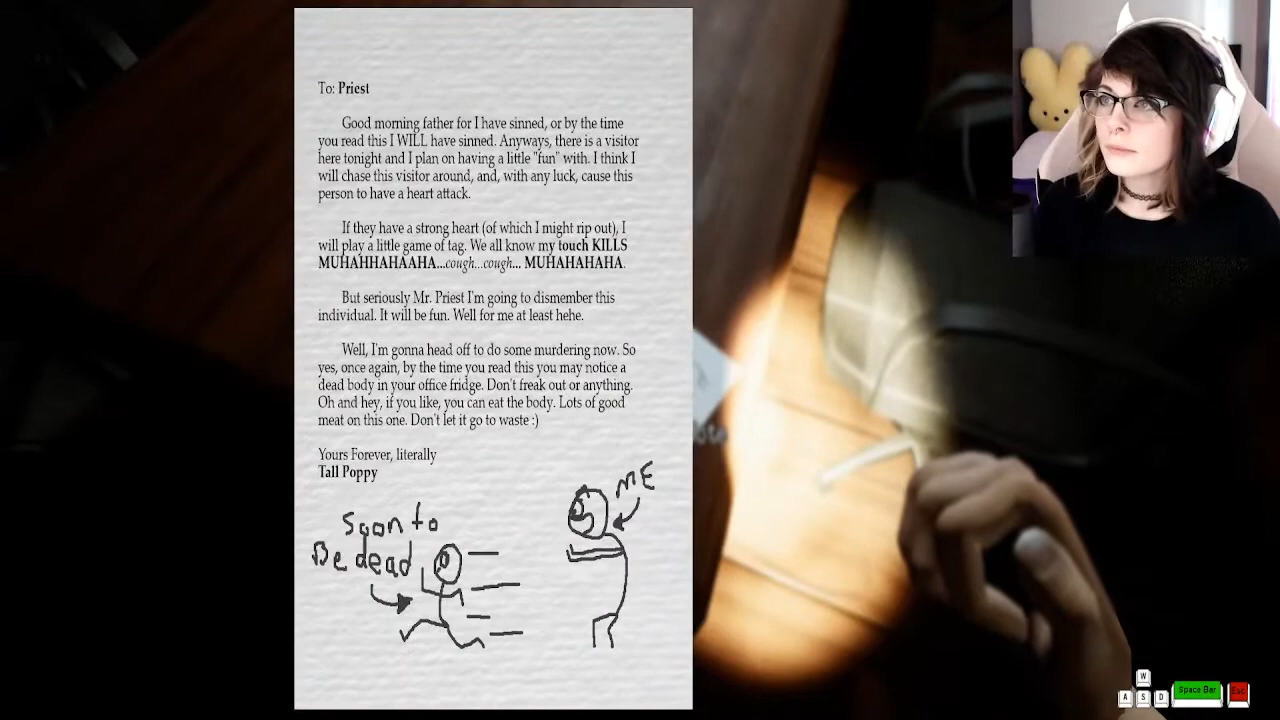 To: Priest
Good morning father for I have sinned, or by the time
you read this I WILL have sinned. Anyways, there is a visitor
here tonight and I plan on having a little "fun" with. I think I
will chase this visitor around, and, with any luck, cause this
person to have a heart attack.
If they have a strong heart (of which I might rip out), I
will play a little game of tag. We all know my touch KILLS
MUHAHHAHAAHA...cough...cough... MUHAHAHAHA.
But seriously Mr. Priest I'm going to dismember this
individual. It will be fun. Well for me at least hehe.
Well, I'm gonna head off to do some murdering now. So
yes, once again, by the time you read this you may notice a
dead body in your office fridge. Don't freak out or anything.
Oh and hey, if you like, you can eat the body. Lots of good
meat on this one. Don't let it go to waste :)
Yours Forever, literally
Tall Poppy
ME
Soon to
Be dead
W
A S D Space Bar Esc